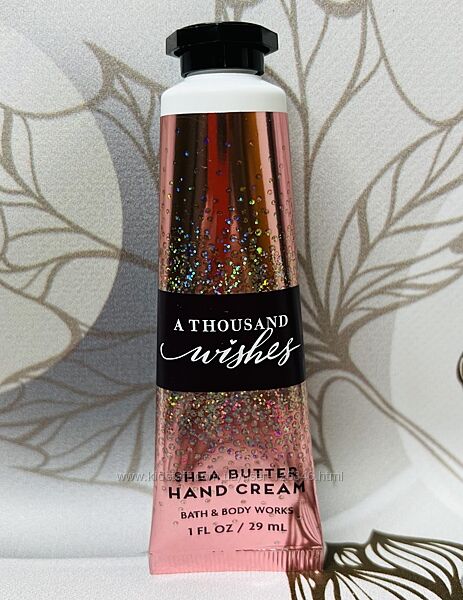 A THOUSAND
wishes
SHEA BUTTER
HAND CREAM
BATH & BODY WORKS
1 FL OZ / 29 mL